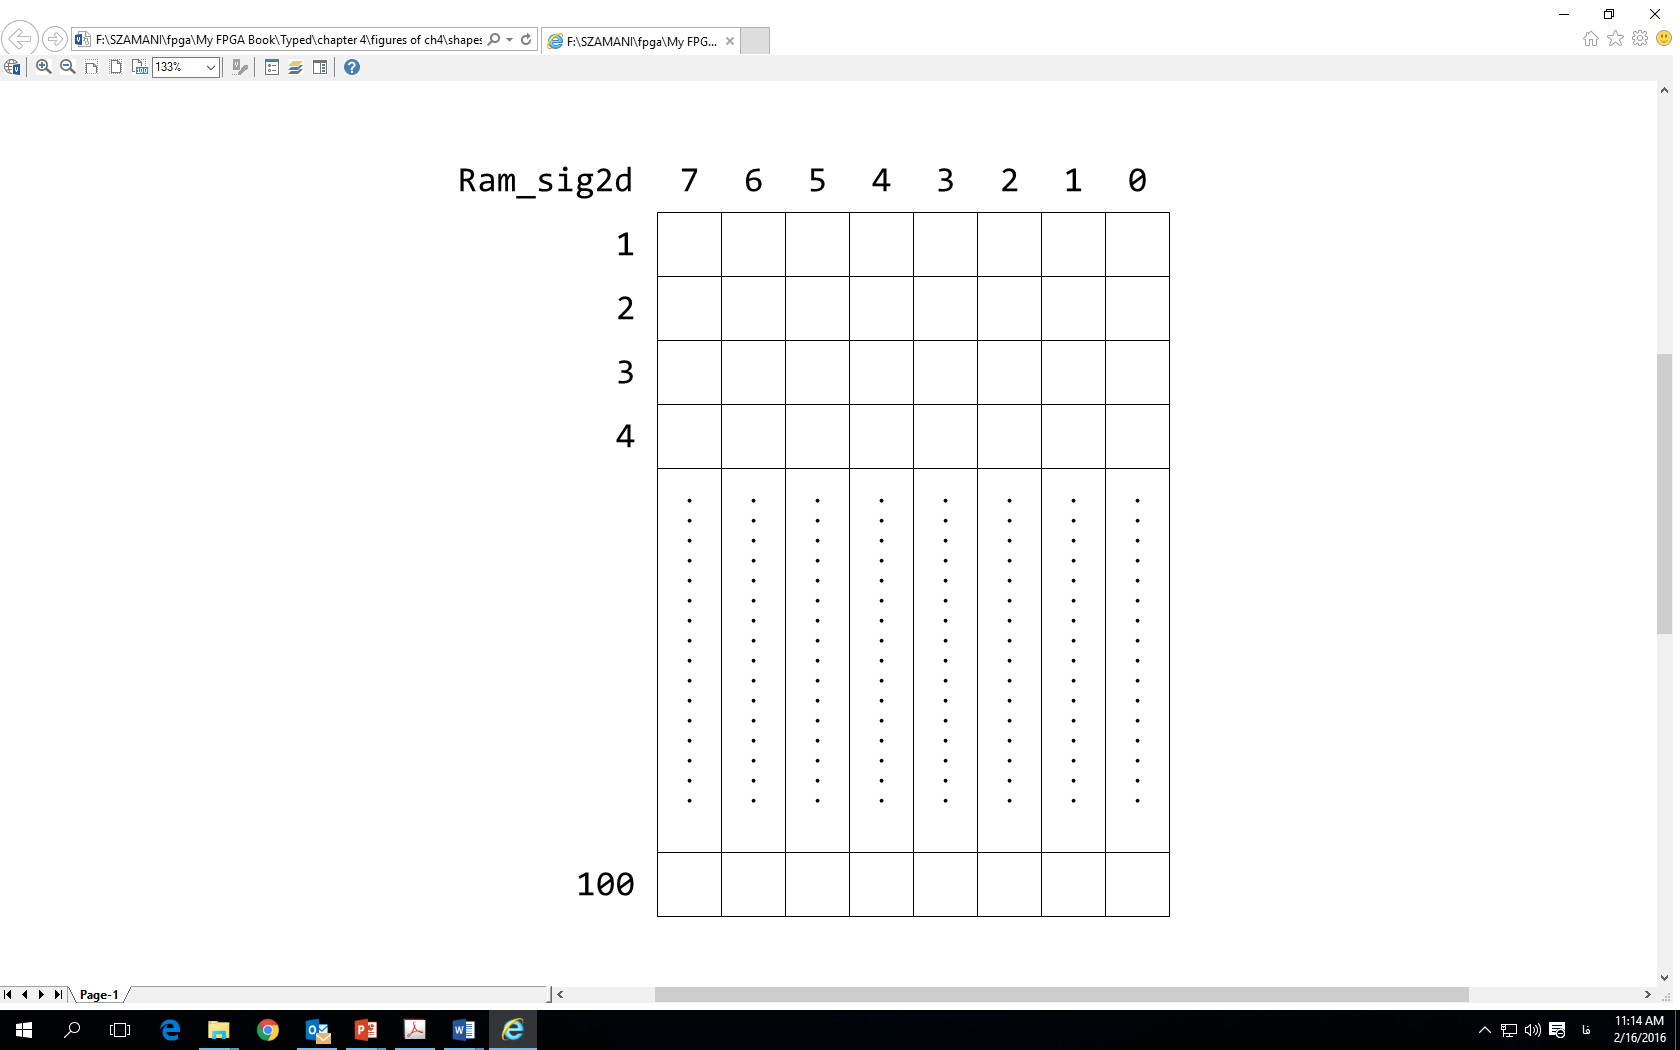 F:\SZAMANI\fpga\My FPGA Book\Typed\chapter 4\figures of ch4\shapes
F:\SZAMANI\fpga\My FPG...
133%
Ram_sig2d 7 6 5 4 3 2 1 0
1
2
3
4
100
Page-1
11:14 AM
فا
2/16/2016